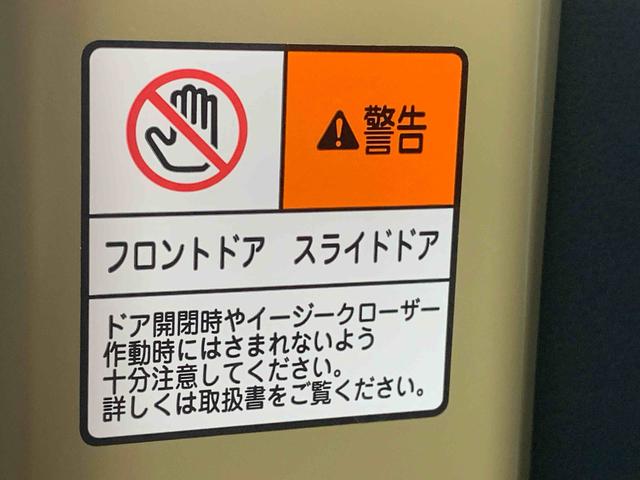 警告
フロントドア　スライドドア
ドア開閉時やイージークローザー
作動時にはさまれないよう
十分注意してください。
詳しくは取扱書をご覧ください。